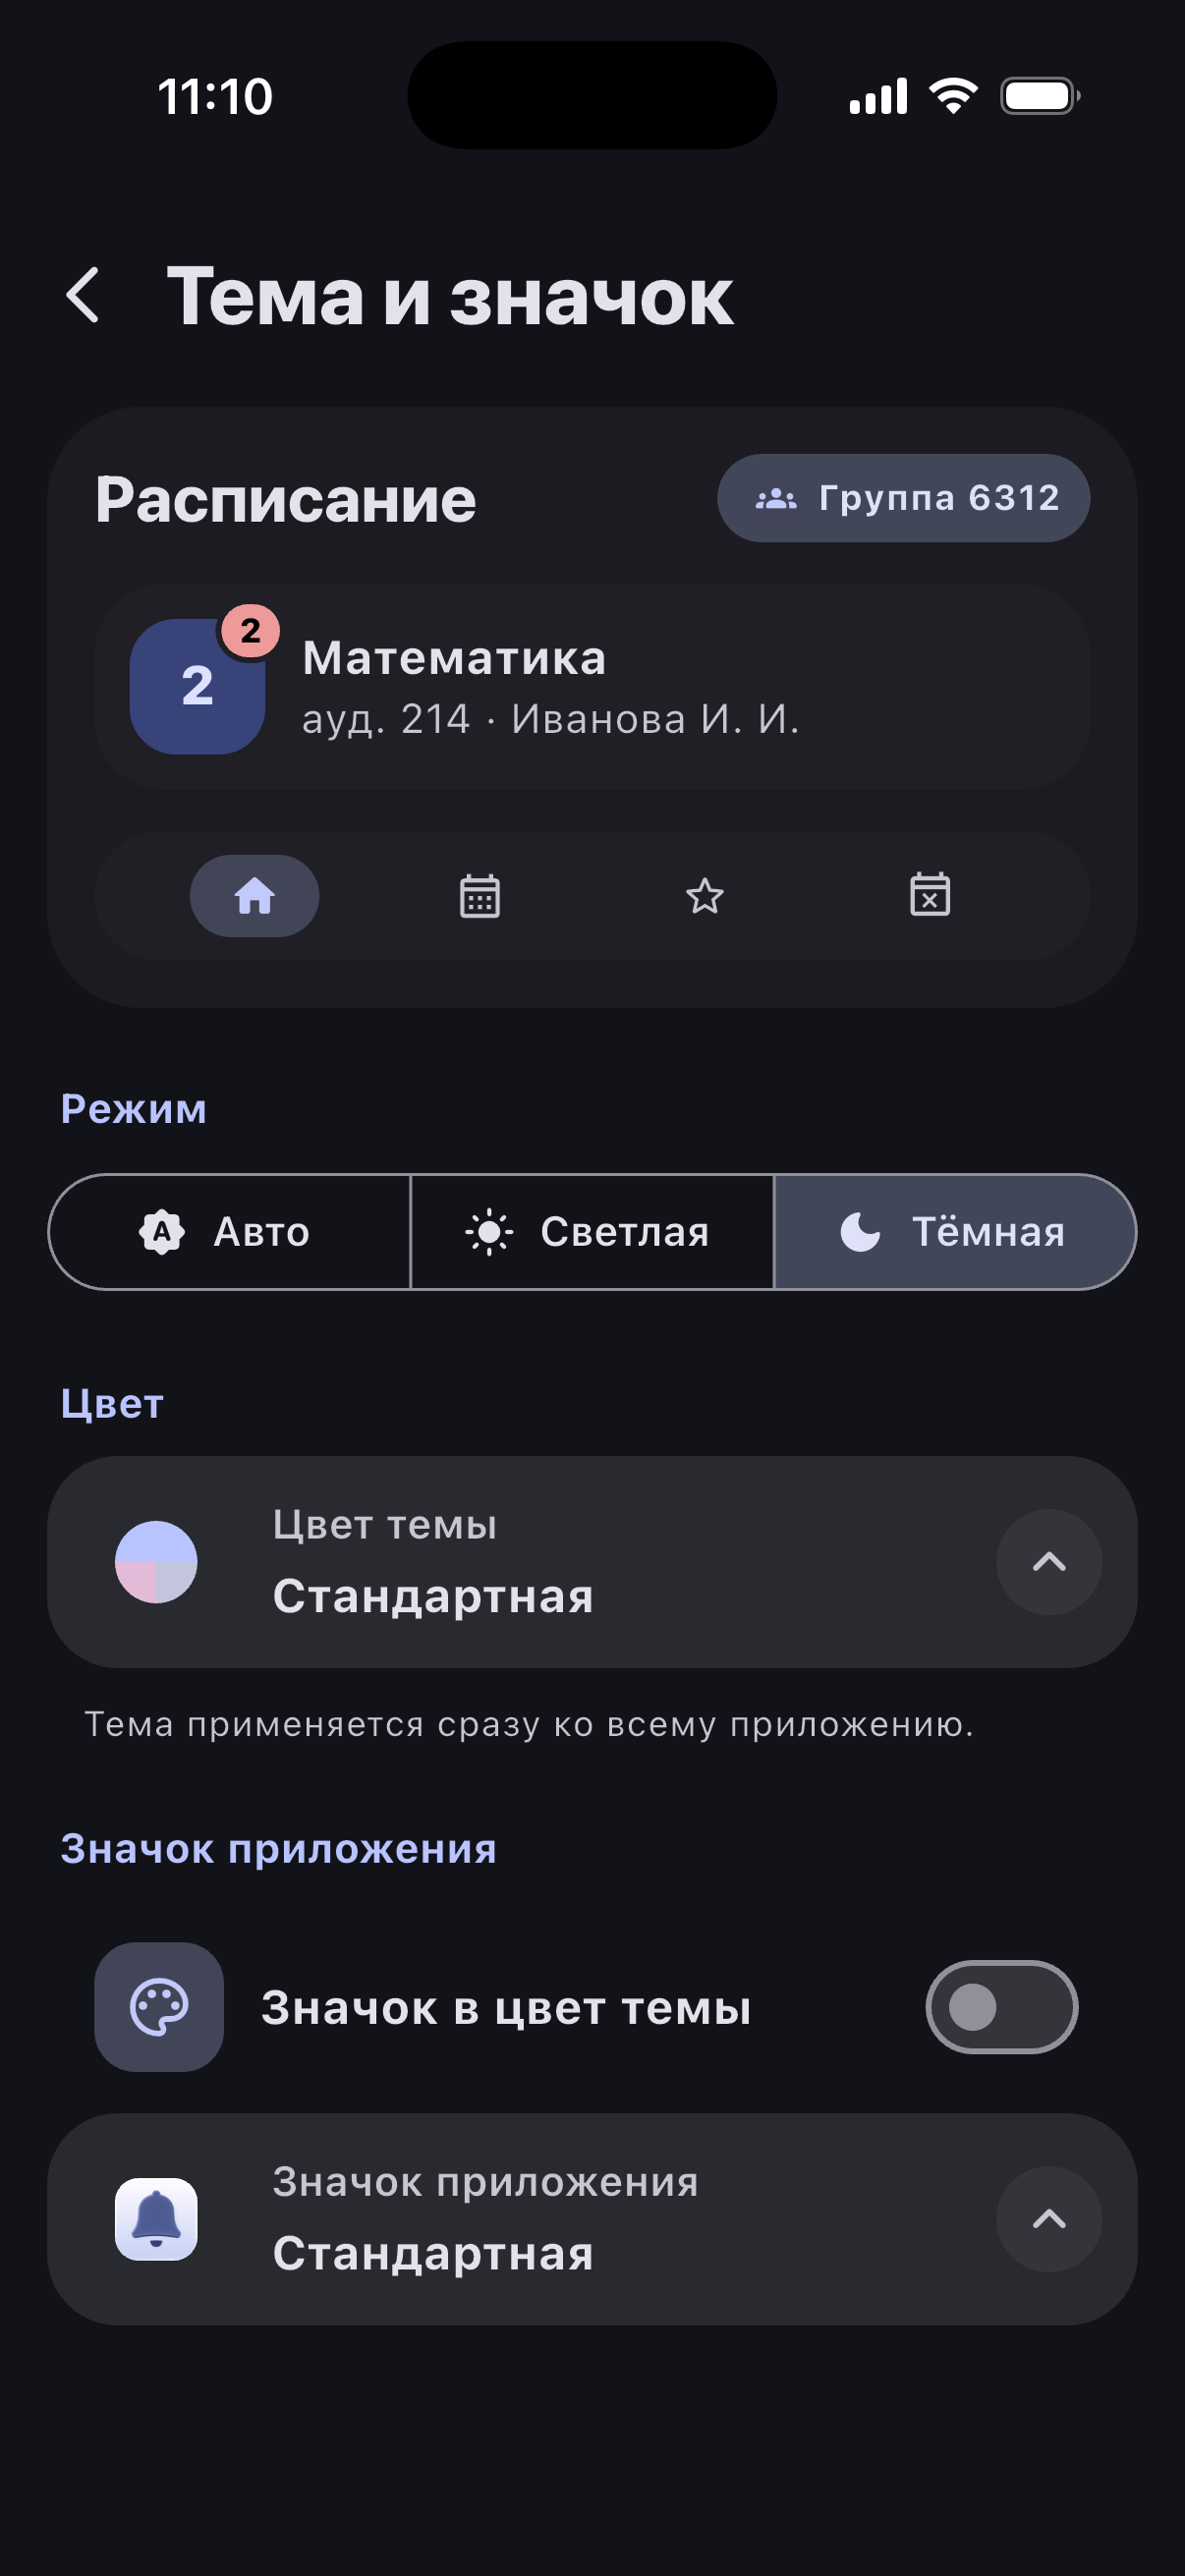 11:10
Тема и значок
Расписание
Группа 6312
2
2
Математика
ауд. 214 · Иванова И. И.
Режим
A Авто
Светлая
Тёмная
Цвет
Цвет темы
Стандартная
Тема применяется сразу ко всему приложению.
Значок приложения
Значок в цвет темы
Значок приложения
Стандартная